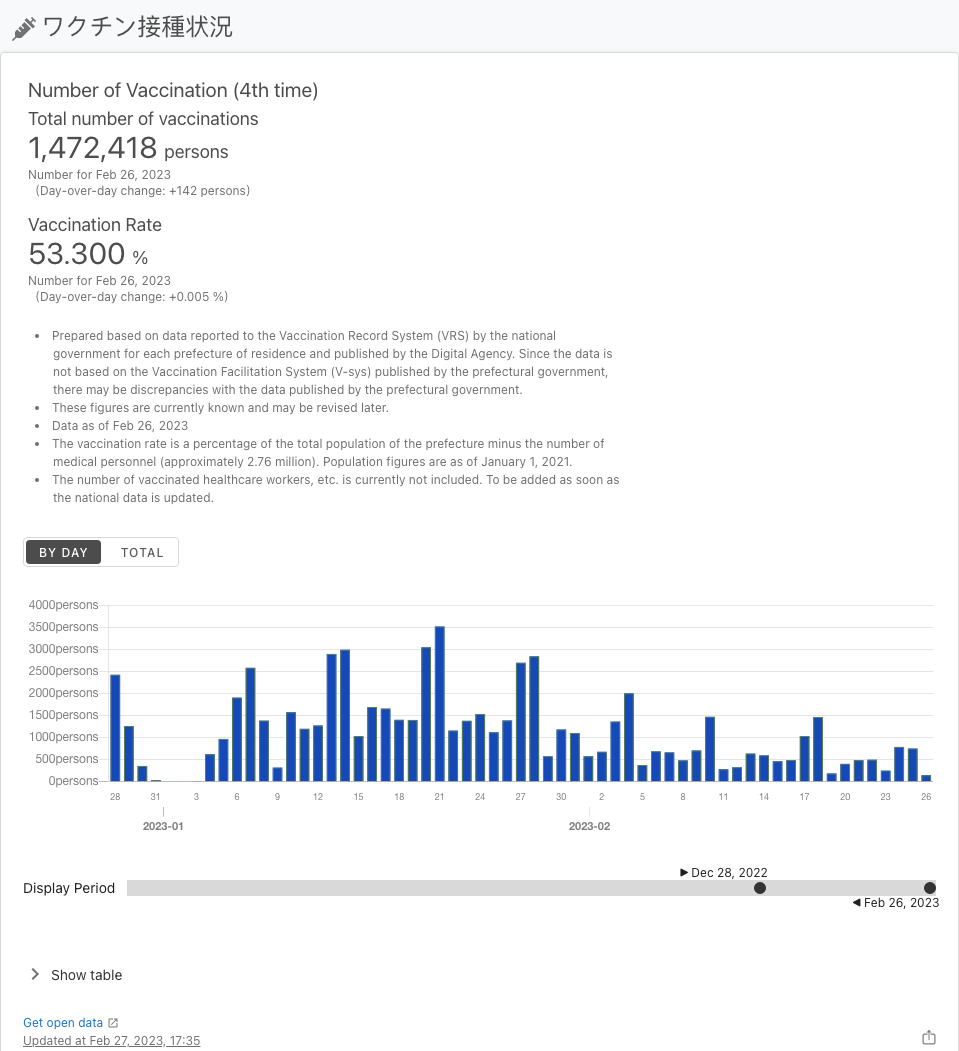 ワクチン接種状況
Number of Vaccination (4th time)
Total number of vaccinations
1,472,418 persons
Number for Feb 26, 2023
(Day-over-day change: +142 persons)
Vaccination Rate
53.300 %
Number for Feb 26, 2023
(Day-over-day change: +0.005 %)
• Prepared based on data reported to the Vaccination Record System (VRS) by the national
government for each prefecture of residence and published by the Digital Agency. Since the data is
not based on the Vaccination Facilitation System (V-sys) published by the prefectural government,
there may be discrepancies with the data published by the prefectural government.
• These figures are currently known and may be revised later.
• Data as of Feb 26, 2023
• The vaccination rate is a percentage of the total population of the prefecture minus the number of
medical personnel (approximately 2.76 million). Population figures are as of January 1, 2021.
• The number of vaccinated healthcare workers, etc. is currently not included. To be added as soon as
the national data is updated.
BY DAY TOTAL
4000persons
3500persons
3000persons
2500persons
2000persons
1500persons
1000persons
500persons
0persons
28 31 3 6 9 12 15 18 21 24 27 30 2 5 8 11 14 17 20 23 26
2023-01 2023-02
Dec 28, 2022
Display Period
Feb 26, 2023
Show table
Get open data
Updated at Feb 27, 2023, 17:35